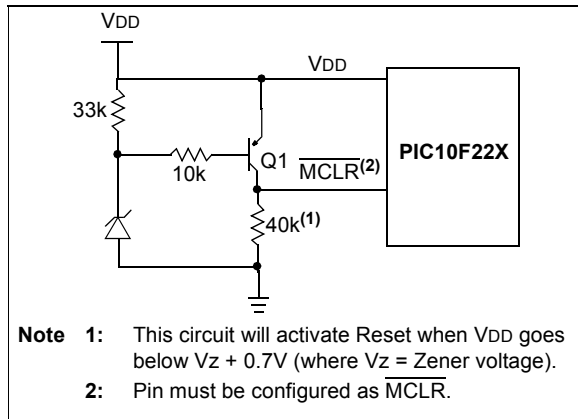 VDD
VDD
33k
PIC10F22X
Q1
MCLR(2)
10k
40k(1)
Note 1: This circuit will activate Reset when VDD goes
below Vz + 0.7V (where Vz = Zener voltage).
2: Pin must be configured as MCLR.